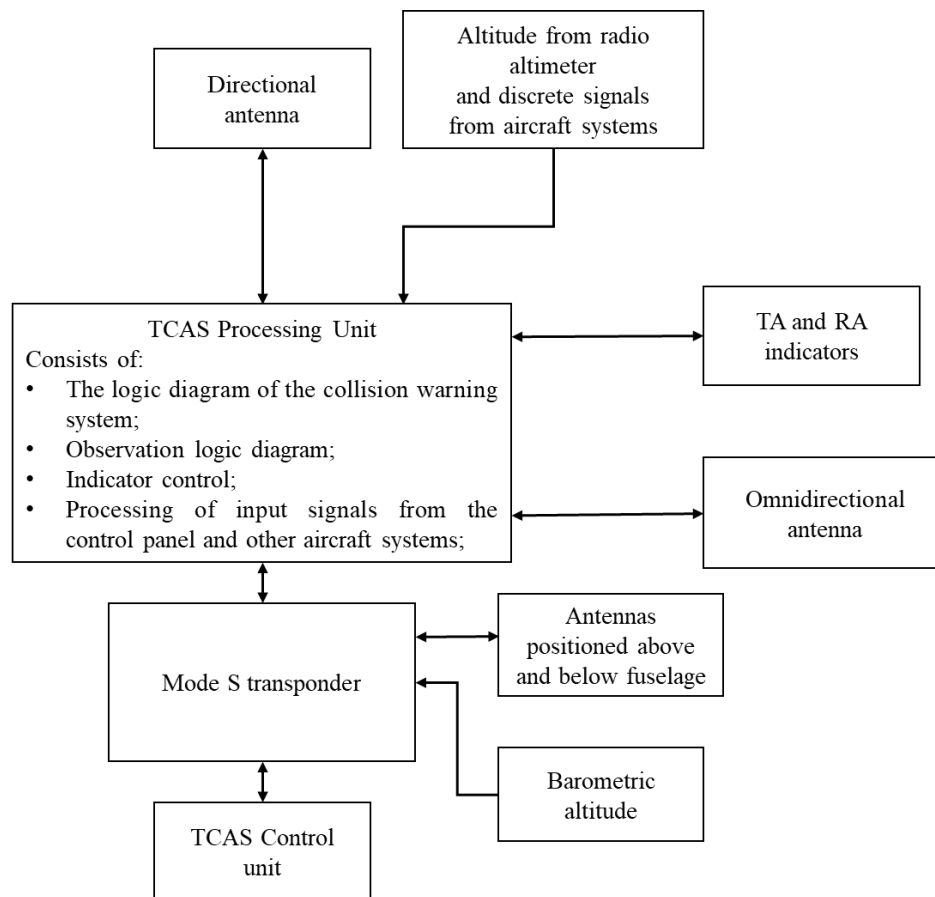 Directional
antenna
Altitude from radio
altimeter
and discrete signals
from aircraft systems
TCAS Processing Unit
Consists of:
• The logic diagram of the collision warning
system;
• Observation logic diagram;
• Indicator control;
• Processing of input signals from the
control panel and other aircraft systems;
TA and RA
indicators
Omnidirectional
antenna
Mode S transponder
Antennas
positioned above
and below fuselage
Barometric
altitude
TCAS Control
unit